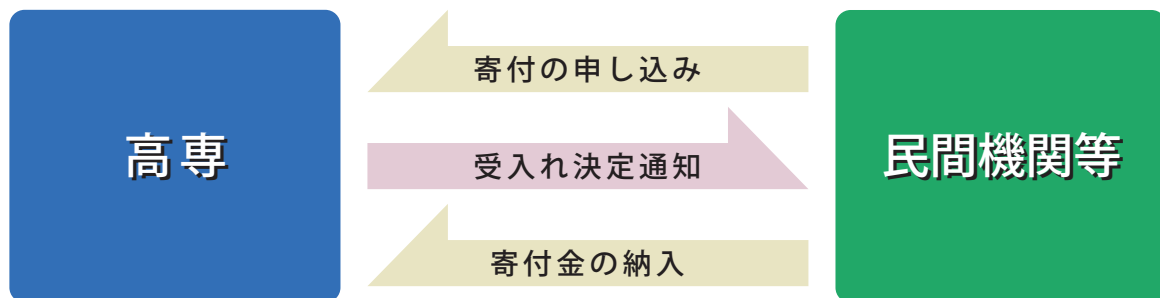 高専
寄付の申し込み
受入れ決定通知
寄付金の納入
民間機関等